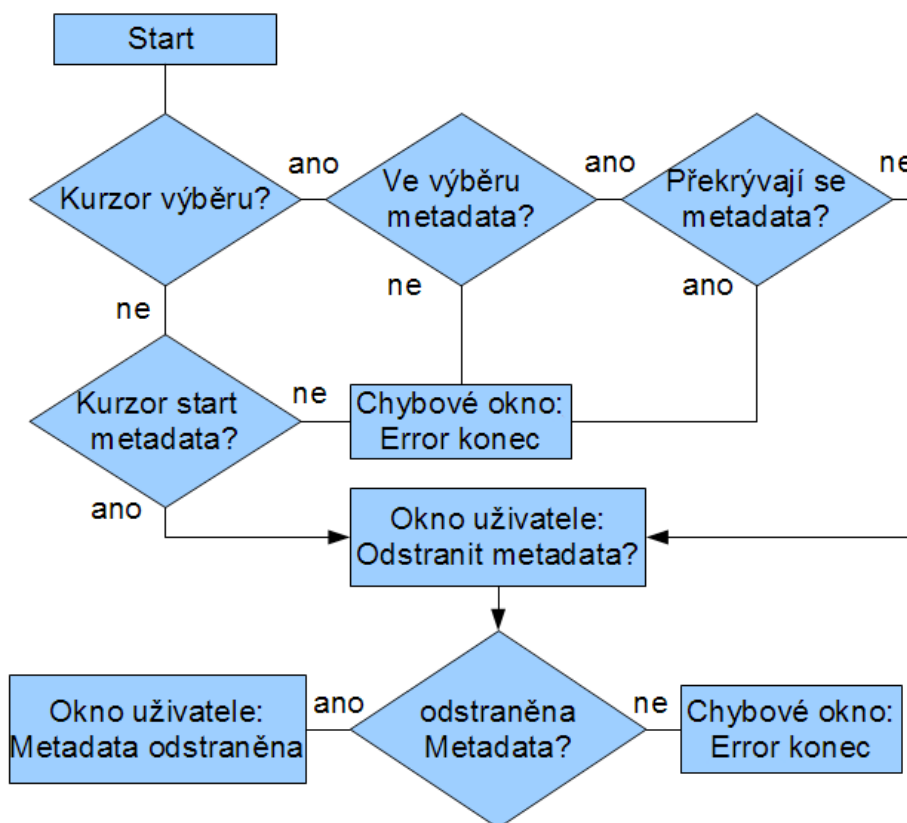 Start
Kurzor výběru?
ano
Ve výběru
metadata?
ano
Překrývají se
metadata?
ne
ne
ne
ano
Kurzor start
metadata?
ne
Chybové okno:
Error konec
ano
Okno uživatele:
Odstranit metadata?
Okno uživatele:
Metadata odstraněna
ano
odstraněna
Metadata?
ne
Chybové okno:
Error konec